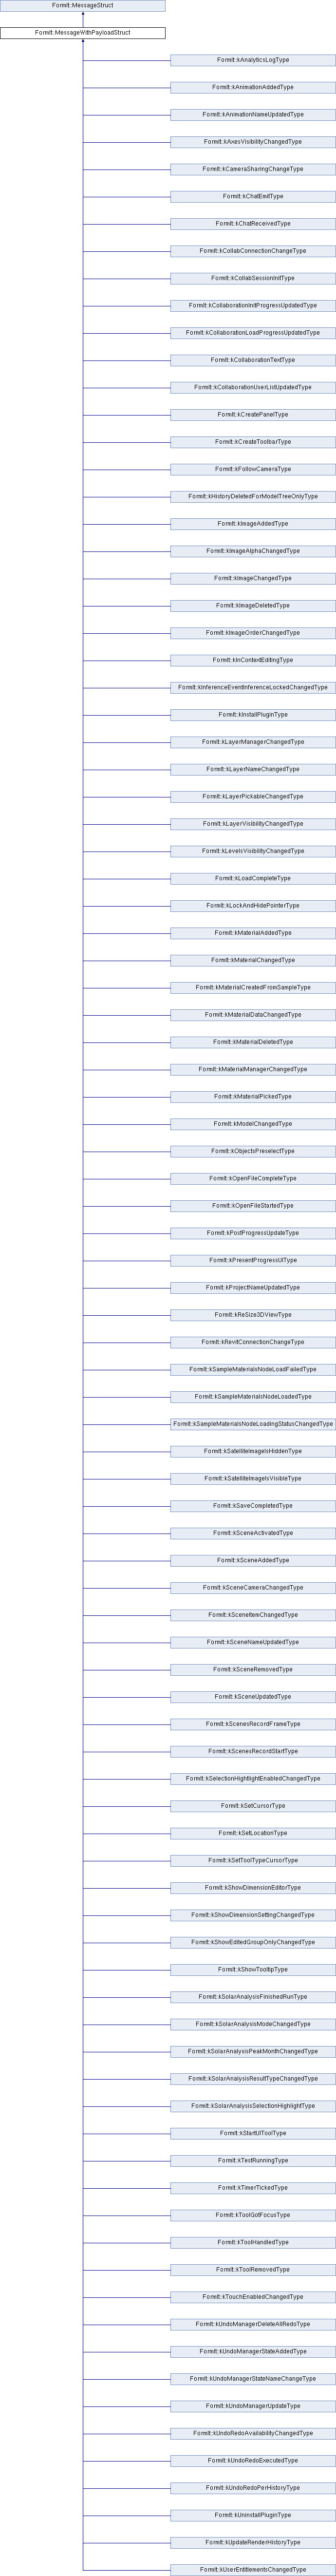 FormIt::MessageStruct
FormIt::MessageWithPayloadStruct
FormIt::kAnalyticsLogType
FormIt::kAnimationAddedType
FormIt::kAnimationNameUpdatedType
FormIt::kAxesVisibilityChangedType
FormIt::kCameraSharingChangeType
FormIt::kChatEmitType
FormIt::kChatReceivedType
FormIt::kCollabConnectionChangeType
FormIt::kCollabSessionInitType
FormIt::kCollaborationInitProgressUpdatedType
FormIt::kCollaborationLoadProgressUpdatedType
FormIt::kCollaborationTextType
FormIt::kCollaborationUserListUpdatedType
FormIt::kCreatePanelType
FormIt::kCreateToolbarType
FormIt::kFollowCameraType
FormIt::kHistoryDeletedForModelTreeOnlyType
FormIt::kImageAddedType
FormIt::kImageAlphaChangedType
FormIt::kImageChangedType
FormIt::kImageDeletedType
FormIt::kImageOrderChangedType
FormIt::kInContextEditingType
FormIt::kInferenceEventInferenceLockedChangedType
FormIt::kInstallPluginType
FormIt::kLayerManagerChangedType
FormIt::kLayerNameChangedType
FormIt::kLayerPickableChangedType
FormIt::kLayerVisibilityChangedType
FormIt::kLevelsVisibilityChangedType
FormIt::kLoadCompleteType
FormIt::kLockAndHidePointerType
FormIt::kMaterialAddedType
FormIt::kMaterialChangedType
FormIt::kMaterialCreatedFromSampleType
FormIt::kMaterialDataChangedType
FormIt::kMaterialDeletedType
FormIt::kMaterialManagerChangedType
FormIt::kMaterialPickedType
FormIt::kModelChangedType
FormIt::kObjectsPreselectType
FormIt::kOpenFileCompleteType
FormIt::kOpenFileStartedType
FormIt::kPostProgressUpdateType
FormIt::kPresentProgressUIType
FormIt::kProjectNameUpdatedType
FormIt::kReSize3DViewType
FormIt::kRevitConnectionChangeType
FormIt::kSampleMaterialsNodeLoadFailedType
FormIt::kSampleMaterialsNodeLoadedType
FormIt::kSampleMaterialsNodeLoadingStatusChangedType
FormIt::kSatelliteImageIsHiddenType
FormIt::kSatelliteImageIsVisibleType
FormIt::kSaveCompletedType
FormIt::kSceneActivatedType
FormIt::kSceneAddedType
FormIt::kSceneCameraChangedType
FormIt::kSceneItemChangedType
FormIt::kSceneNameUpdatedType
FormIt::kSceneRemovedType
FormIt::kSceneUpdatedType
FormIt::kScenesRecordFrameType
FormIt::kScenesRecordStartType
FormIt::kSelectionHightlightEnabledChangedType
FormIt::kSetCursorType
FormIt::kSetLocationType
FormIt::kSetToolTypeCursorType
FormIt::kShowDimensionEditorType
FormIt::kShowDimensionSettingChangedType
FormIt::kShowEditedGroupOnlyChangedType
FormIt::kShowTooltipType
FormIt::kSolarAnalysisFinishedRunType
FormIt::kSolarAnalysisModeChangedType
FormIt::kSolarAnalysisPeakMonthChangedType
FormIt::kSolarAnalysisResultTypeChangedType
FormIt::kSolarAnalysisSelectionHighlightType
FormIt::kStartUIToolType
FormIt::kTestRunningType
FormIt::kTimerTickedType
FormIt::kToolGotFocusType
FormIt::kToolHandledType
FormIt::kToolRemovedType
FormIt::kTouchEnabledChangedType
FormIt::kUndoManagerDeleteAllRedoType
FormIt::kUndoManagerStateAddedType
FormIt::kUndoManagerStateNameChangeType
FormIt::kUndoManagerUpdateType
FormIt::kUndoRedoAvailabilityChangedType
FormIt::kUndoRedoExecutedType
FormIt::kUndoRedoPerHistoryType
FormIt::kUninstallPluginType
FormIt::kUpdateRenderHistoryType
FormIt::kUserEntitlementsChangedType